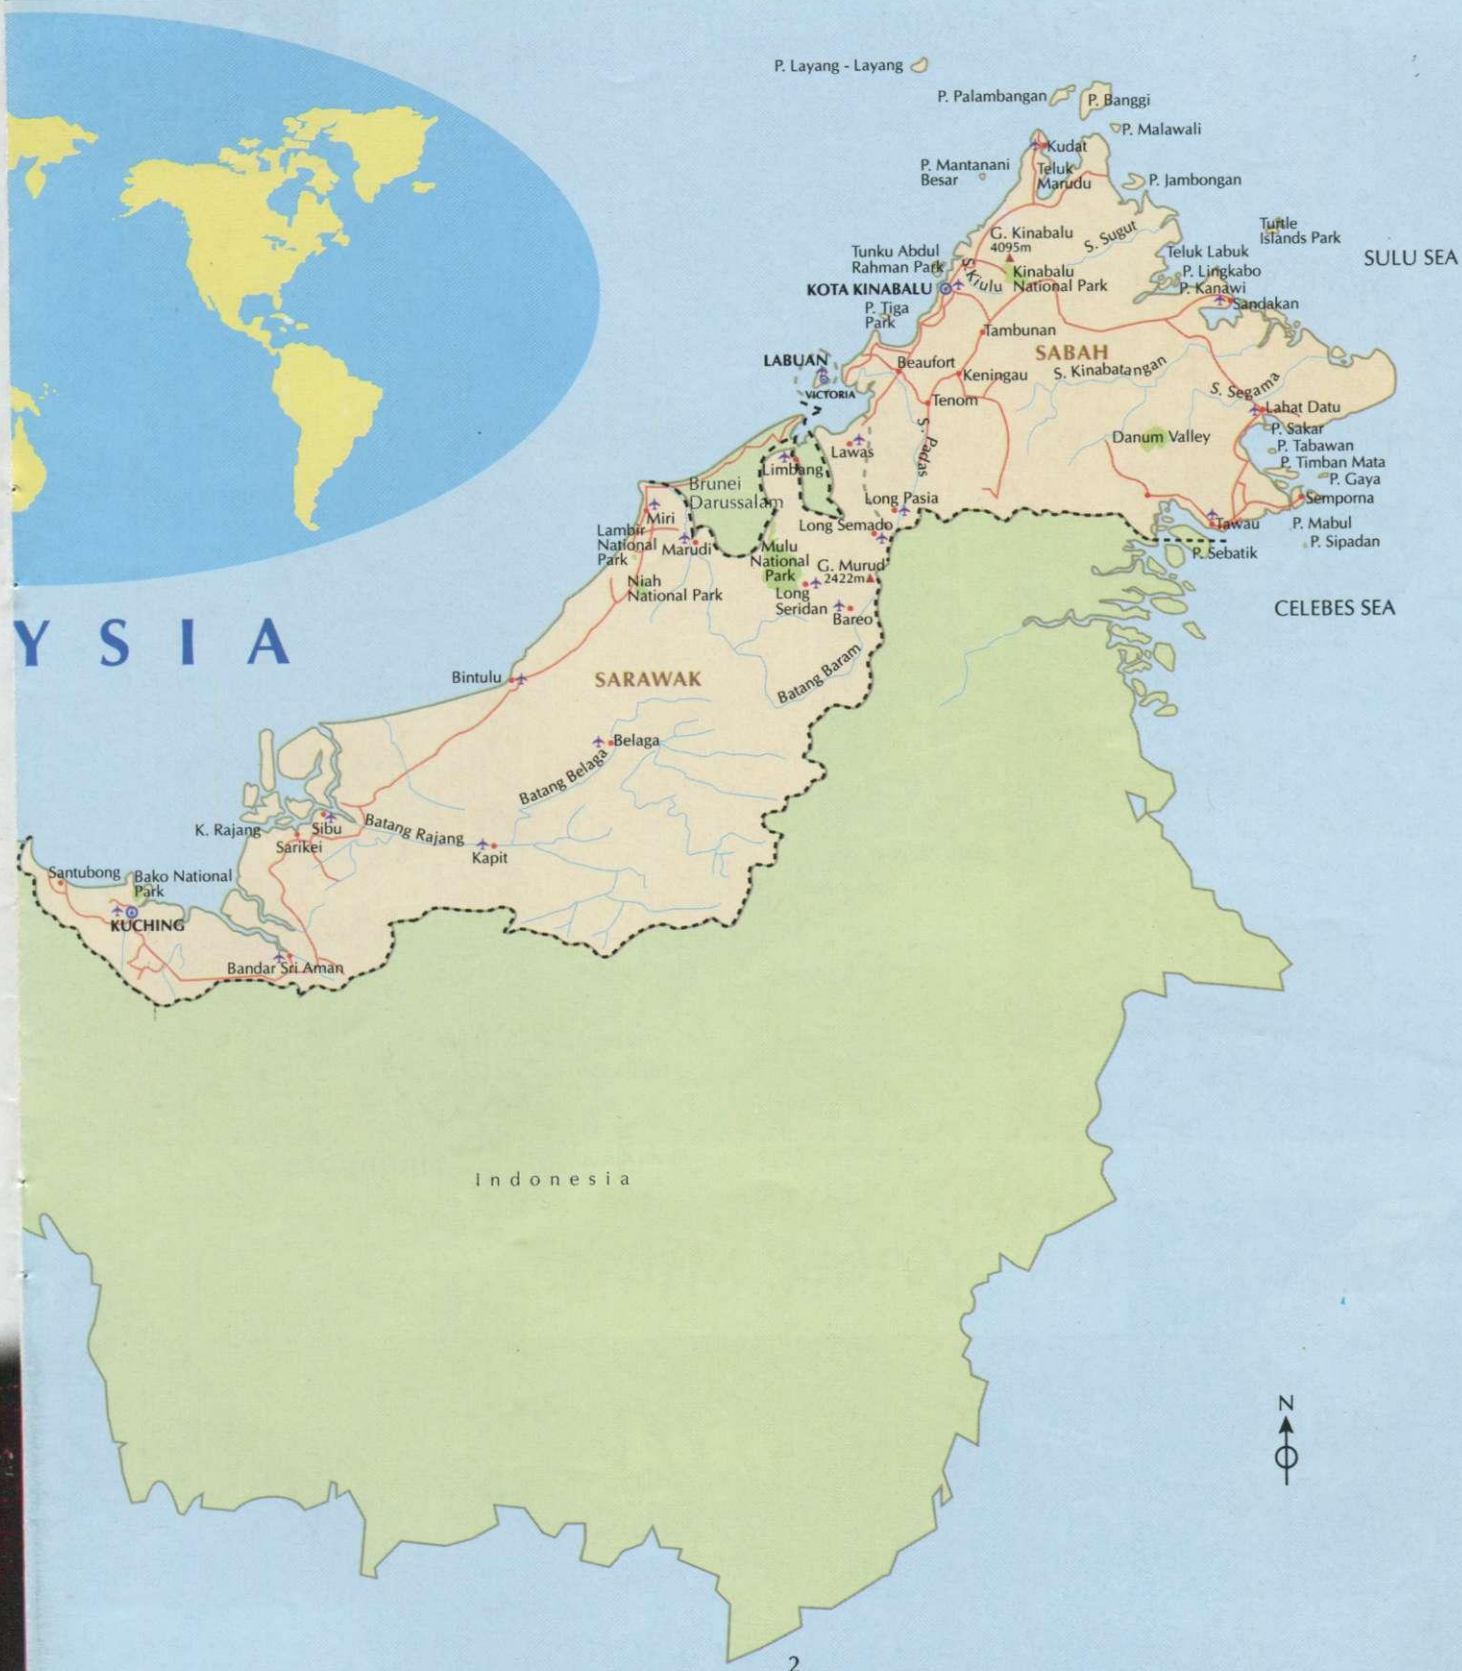 P. Layang - Layang
P. Palambangan
P. Banggi
P. Malawali
Kudat
P. Mantanani
Besar
Teluk
Marudu
P. Jambongan
Turtle
Islands Park
SULU SEA
G. Kinabalu
4095m
S. Sugut
Tunku Abdul
Rahman Park
S. Kiulu
Kinabalu
National Park
Teluk Labuk
P. Lingkabo
P. Kanawi
Sandakan
KOTA KINABALU
P. Tiga
Park
Tambunan
SABAH
LABUAN
VICTORIA
Beaufort
Keningau
S. Kinabatangan
S. Segama
Tenom
Lahat Datu
S. Padas
Danum Valley
P. Sakar
P. Tabawan
P. Timban Mata
P. Gaya
Semporna
Lawas
Limbang
Brunei
Darussalam
Long Pasia
Miri
Long Semado
Tawau
P. Mabul
P. Sipadan
P. Sebatik
Lambir
National
Park
Marudi
Mulu
National
Park
G. Murud
2422m
Niah
National Park
Long
Seridan
Bareo
CELEBES SEA
YSIA
Bintulu
SARAWAK
Batang Baram
Belaga
Batang Belaga
K. Rajang
Sibu
Batang Rajang
Sarikei
Kapit
Santubong
Bako National
Park
KUCHING
Bandar Sri Aman
Indonesia
N
2